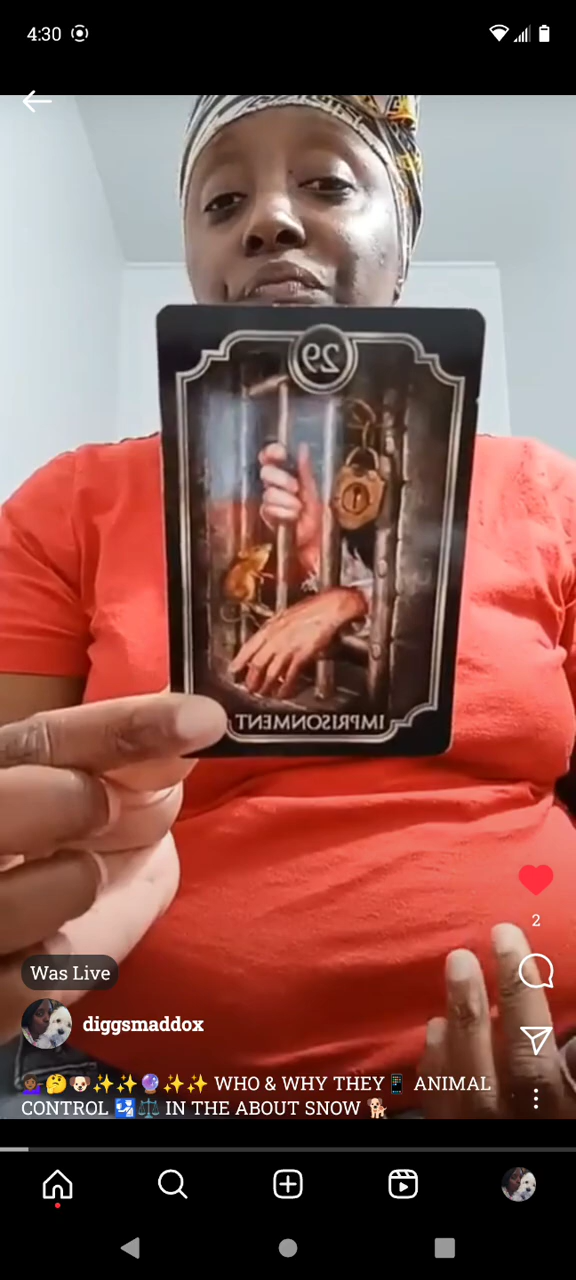 4:30
29
IMPRISONMENT
Was Live
diggsmaddox
💁🏾‍♀️🤔🐶✨✨🔮✨✨ WHO & WHY THEY📱 ANIMAL
CONTROL 🛂⚖️ IN THE ABOUT SNOW 🐕
2